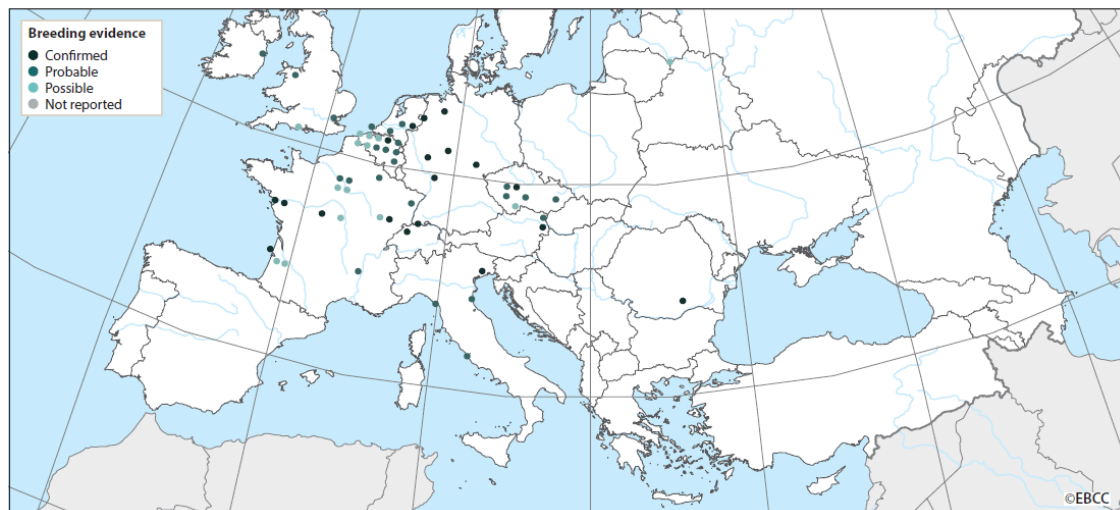 Breeding evidence
Confirmed
Probable
Possible
Not reported
©EBCC